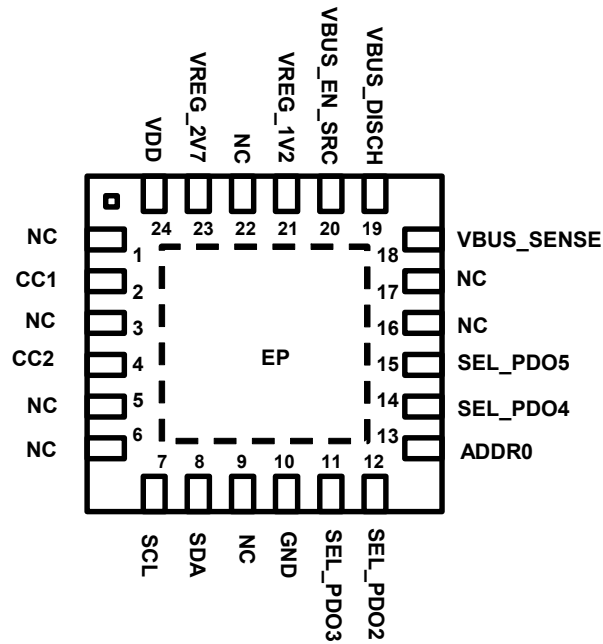 VDD
VREG_2V7
NC
VREG_1V2
VBUS_EN_SRC
VBUS_DISCH
24
23
22
21
20
19
NC
1
CC1
2
NC
3
CC2
4
NC
5
NC
6
EP
18
VBUS_SENSE
17
NC
16
NC
15
SEL_PDO5
14
SEL_PDO4
13
ADDR0
7
8
9
10
11
12
SCL
SDA
NC
GND
SEL_PDO3
SEL_PDO2